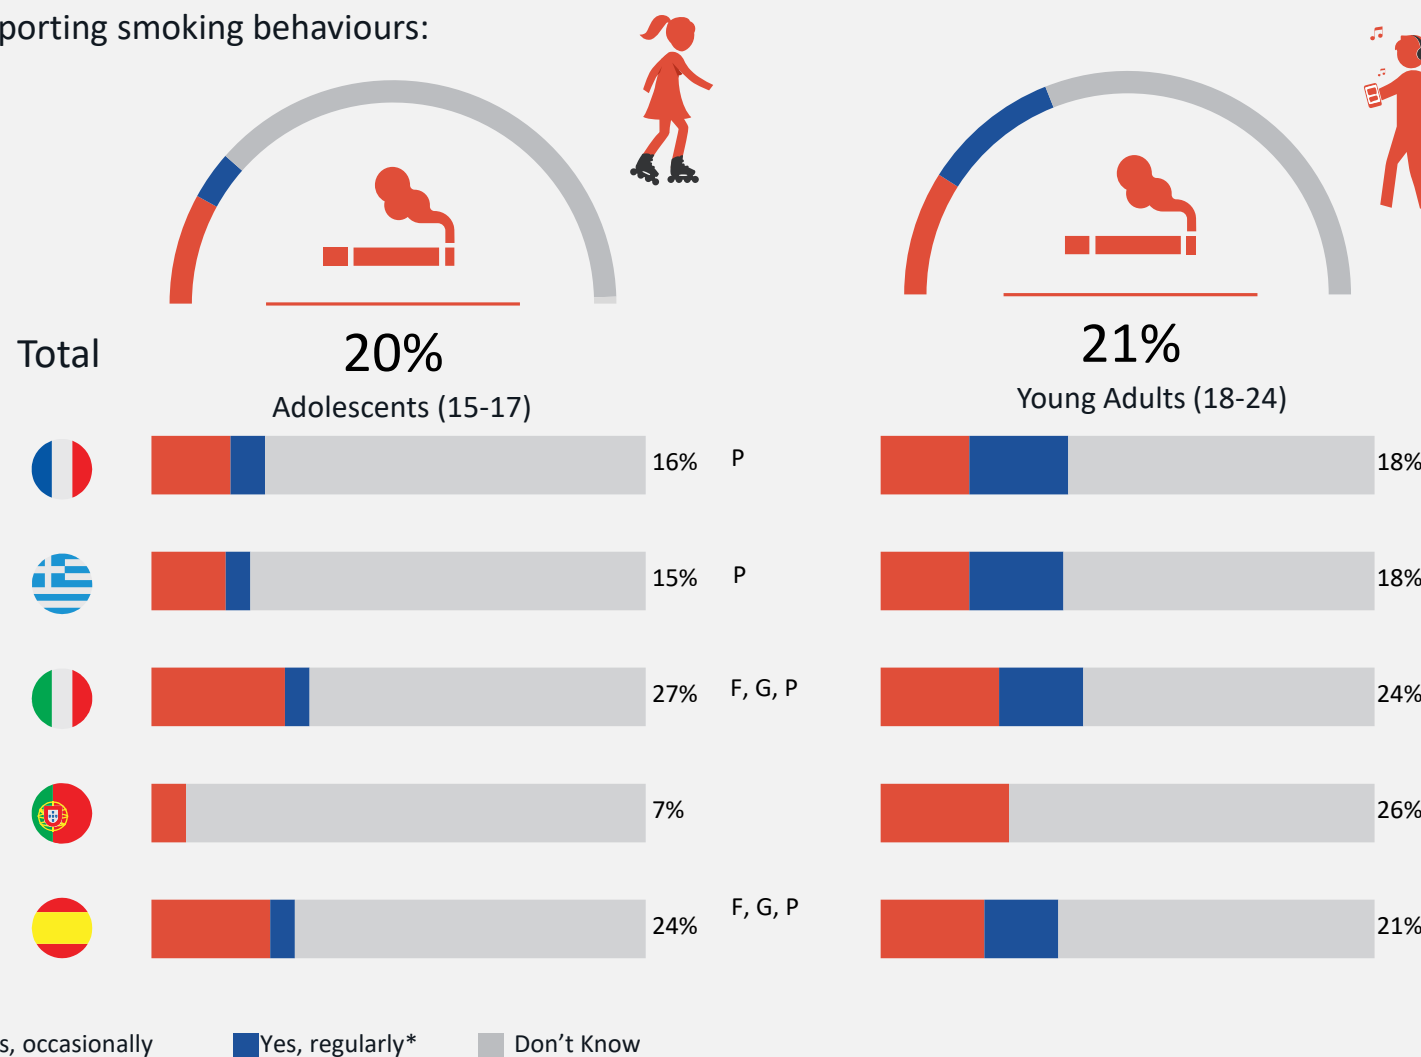 porting smoking behaviours:
Total
20%
21%
Adolescents (15-17)
Young Adults (18-24)
16% P
18%
15% P
18%
27% F, G, P
24%
7%
26%
24% F, G, P
21%
s, occasionally
Yes, regularly*
Don't Know